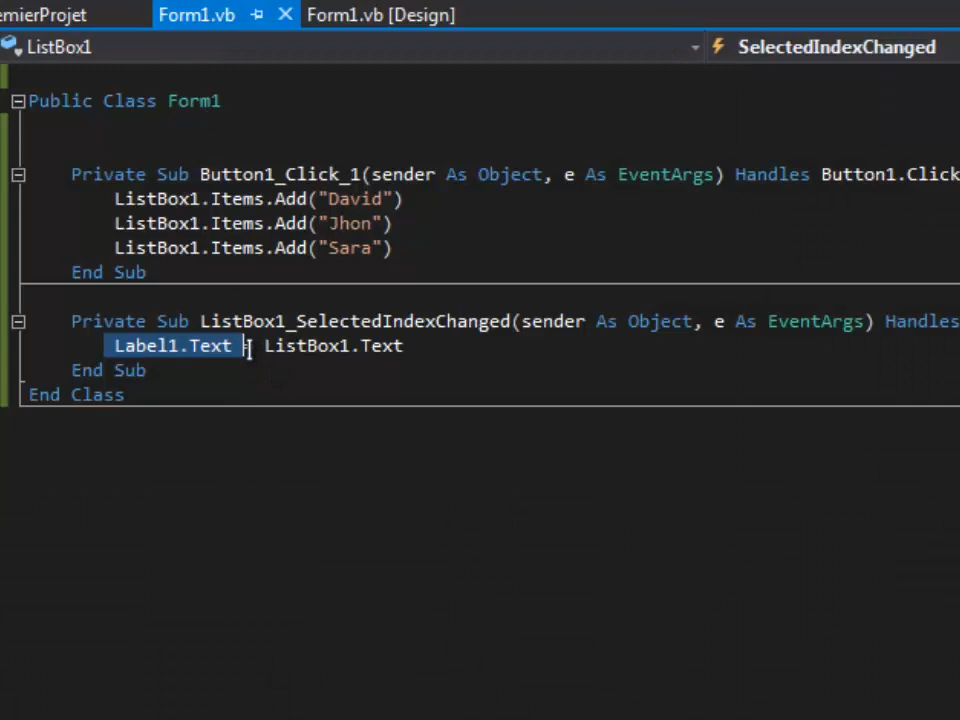 emierProjet Form1.vb Form1.vb [Design]
ListBox1 SelectedIndexChanged
Public Class Form1
Private Sub Button1_Click_1(sender As Object, e As EventArgs) Handles Button1.Click
ListBox1.Items.Add("David")
ListBox1.Items.Add("Jhon")
ListBox1.Items.Add("Sara")
End Sub
Private Sub ListBox1_SelectedIndexChanged(sender As Object, e As EventArgs) Handles
Label1.Text = ListBox1.Text
End Sub
End Class